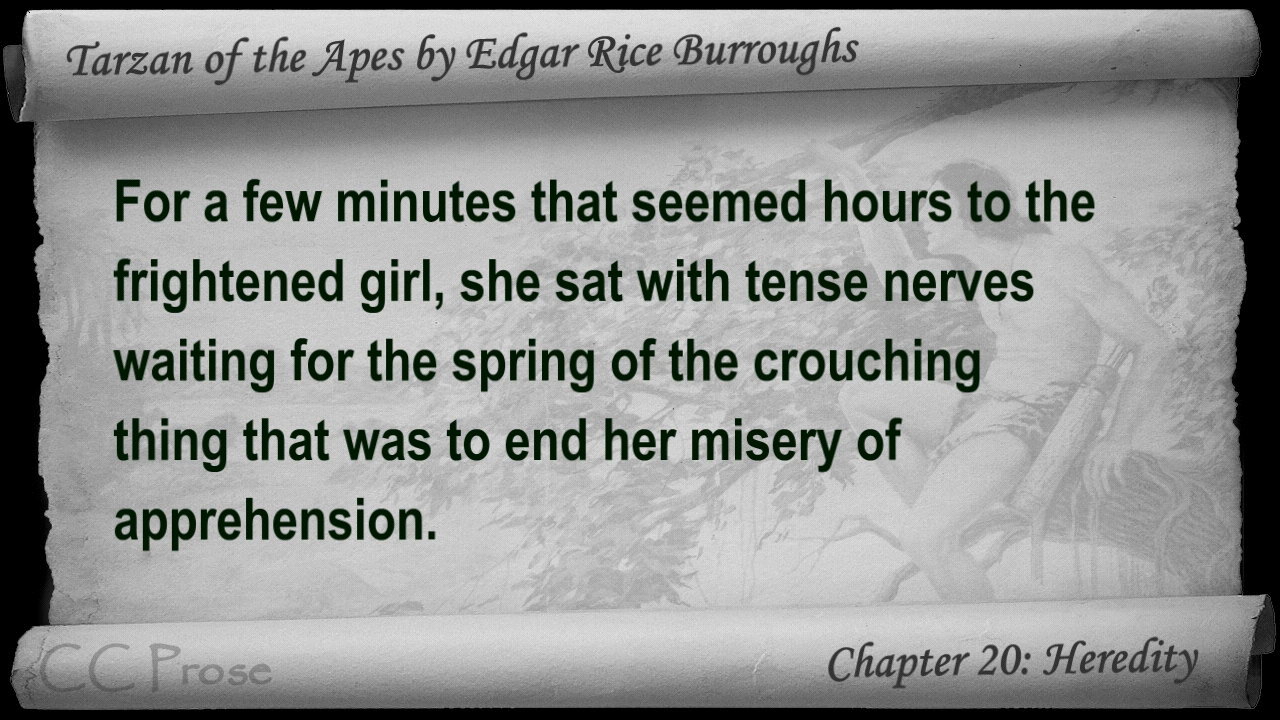 Tarzan of the Apes by Edgar Rice Burroughs
For a few minutes that seemed hours to the
frightened girl, she sat with tense nerves
waiting for the spring of the crouching
thing that was to end her misery of
apprehension.
CC Prose
Chapter 20: Heredity